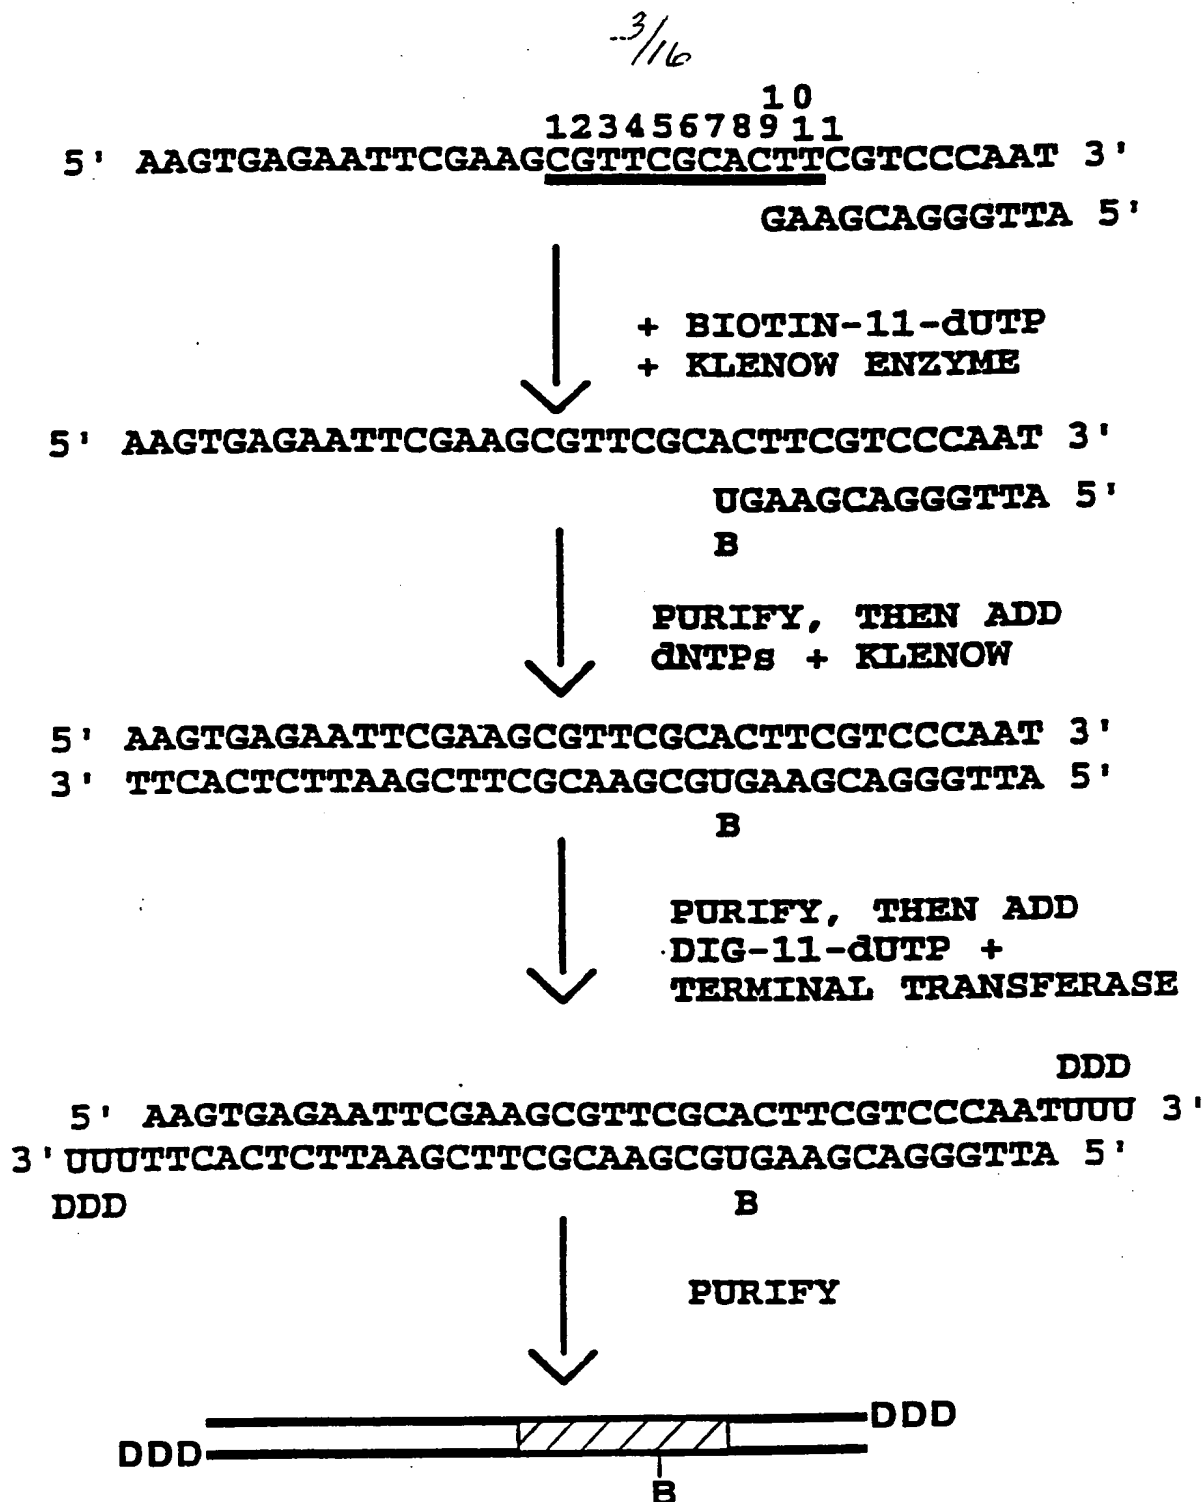 3/16
10
123456789 11
5' AAGTGAGAATTCGAAGCGTTCGCACTTCGTCCCAAT 3'
GAAGCAGGGTTA 5'
+ BIOTIN-11-dUTP
+ KLENOW ENZYME
5' AAGTGAGAATTCGAAGCGTTCGCACTTCGTCCCAAT 3'
UGAAGCAGGGTTA 5'
B
PURIFY, THEN ADD
dNTPs + KLENOW
5' AAGTGAGAATTCGAAGCGTTCGCACTTCGTCCCAAT 3'
3' TTCACTCTTAAGCTTCGCAAGCGUGAAGCAGGGTTA 5'
B
PURIFY, THEN ADD
DIG-11-dUTP +
TERMINAL TRANSFERASE
DDD
5' AAGTGAGAATTCGAAGCGTTCGCACTTCGTCCCAATUUU 3'
3'UUUTTCACTCTTAAGCTTCGCAAGCGUGAAGCAGGGTTA 5'
DDD B
PURIFY
DDD
DDD
B